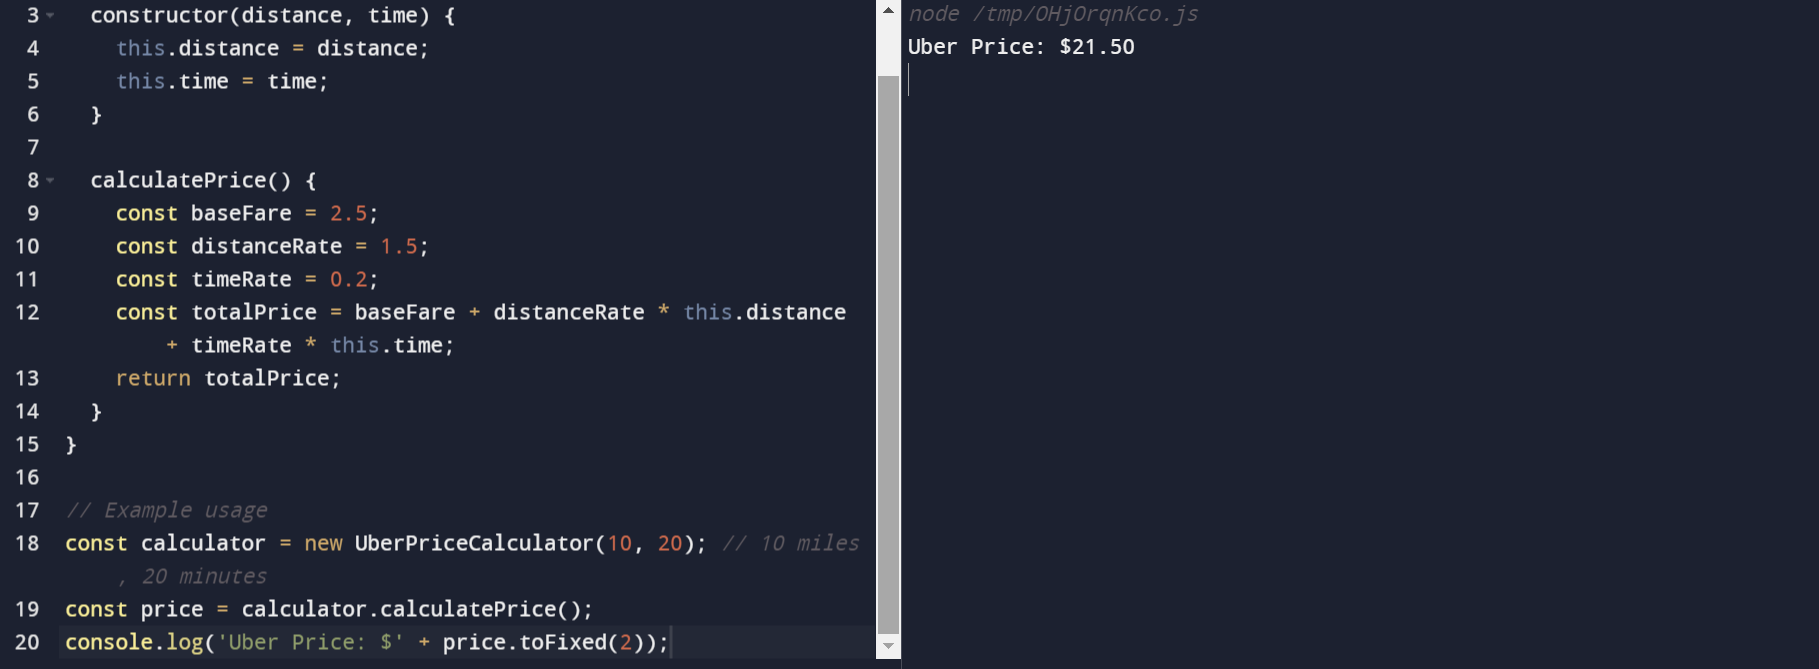 3 constructor(distance, time) {
4 this.distance = distance;
5 this.time = time;
6 }
7
8 calculatePrice() {
9 const baseFare = 2.5;
10 const distanceRate = 1.5;
11 const timeRate = 0.2;
12 const totalPrice = baseFare + distanceRate * this.distance
+ timeRate * this.time;
13 return totalPrice;
14 }
15 }
16
17 // Example usage
18 const calculator = new UberPriceCalculator(10, 20); // 10 miles
, 20 minutes
19 const price = calculator.calculatePrice();
20 console.log('Uber Price: $' + price.toFixed(2));
node /tmp/OHjOrqnKco.js
Uber Price: $21.50